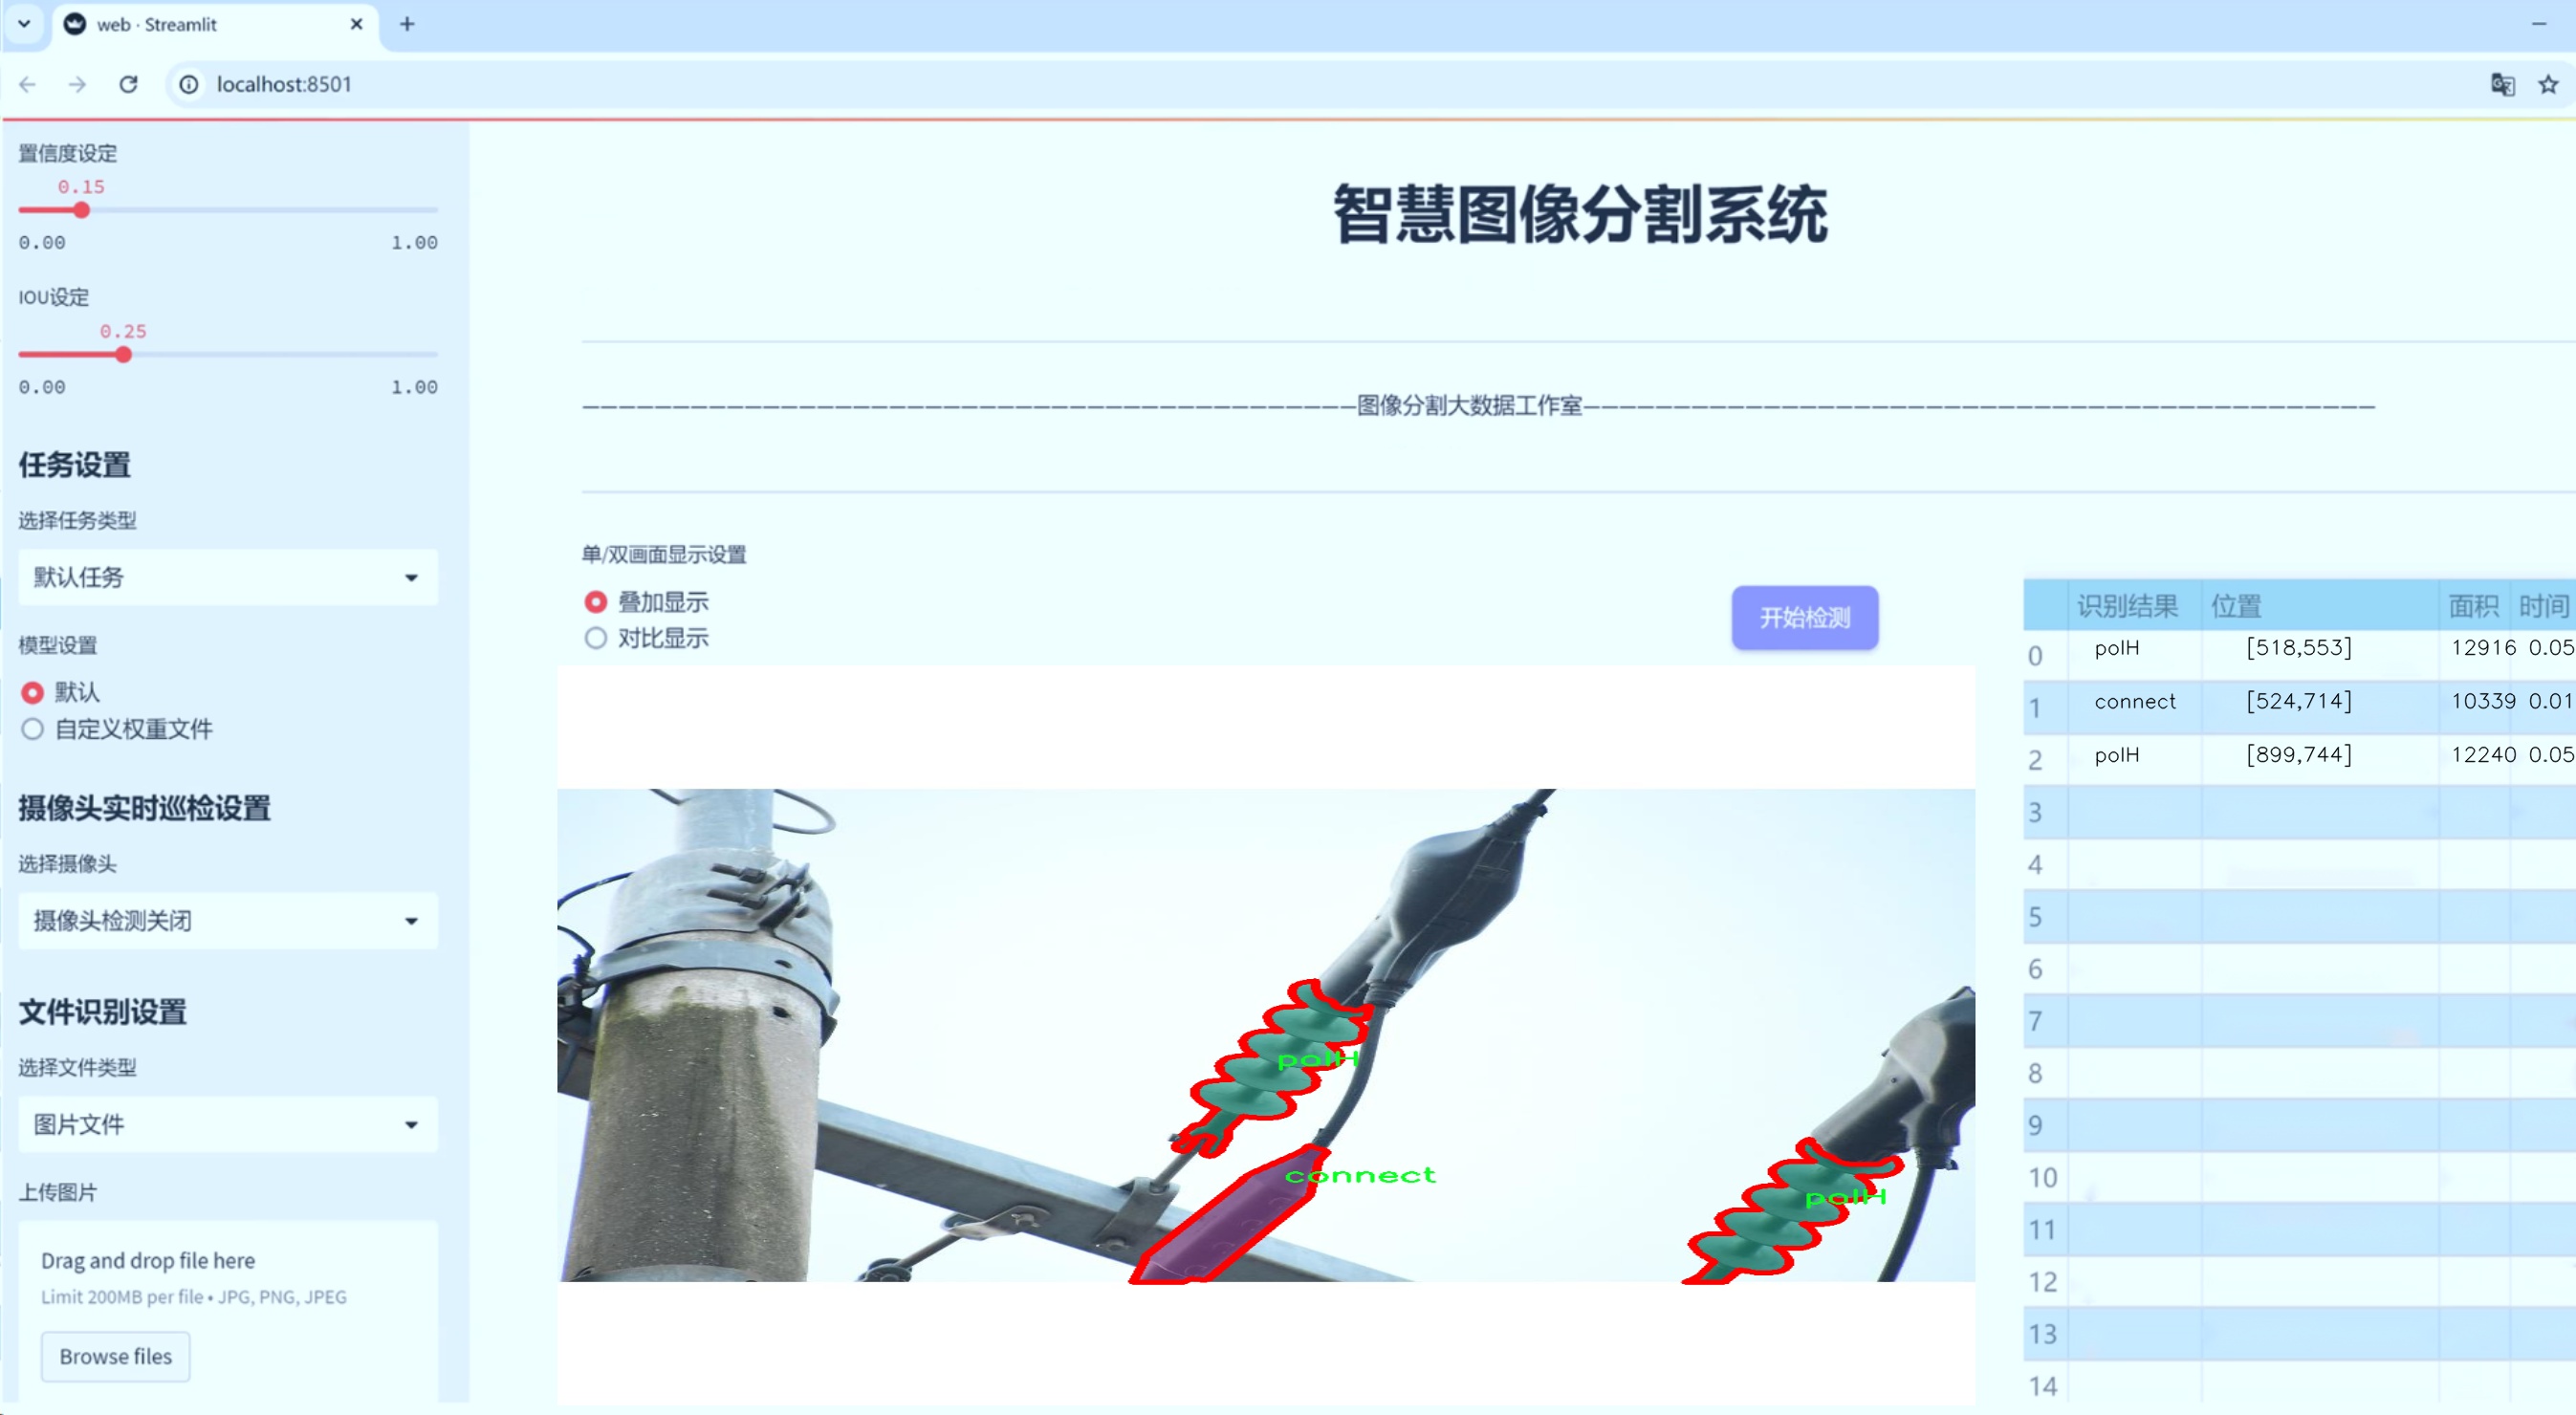 web · Streamlit
localhost:8501
置信度设定
0.15
0.00 1.00
IOU设定
0.25
0.00 1.00
任务设置
选择任务类型
默认任务
模型设置
默认
自定义权重文件
摄像头实时巡检设置
选择摄像头
摄像头检测关闭
文件识别设置
选择文件类型
图片文件
上传图片
Drag and drop file here
Limit 200MB per file • JPG, PNG, JPEG
Browse files
智慧图像分割系统
图像分割大数据工作室
单/双画面显示设置
叠加显示
对比显示
开始检测
polH
connect
polH
识别结果 位置 面积 时间
0 polH [518,553] 12916 0.05
1 connect [524,714] 10339 0.01
2 polH [899,744] 12240 0.05
3
4
5
6
7
8
9
10
11
12
13
14